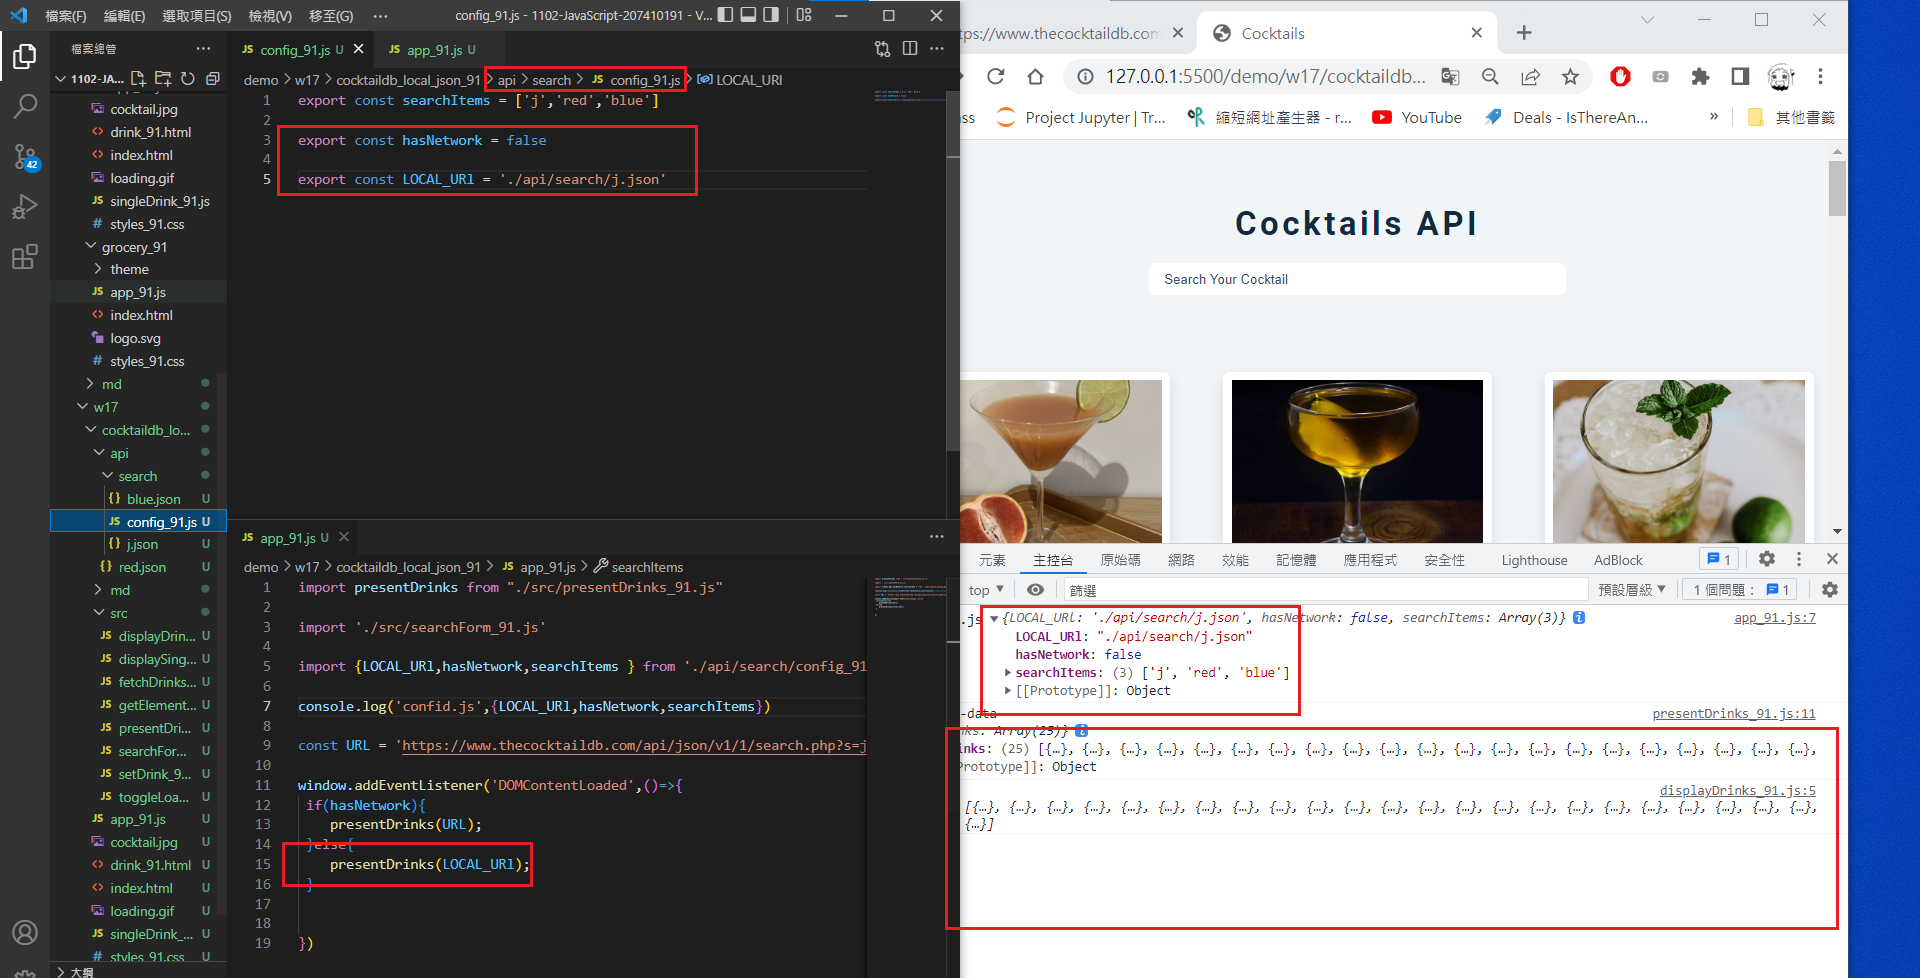 檔案(F) 編輯(E) 選取項目(S) 檢視(V) 移至(G) ··· config_91.js - 1102-JavaScript-207410191 - V...
檔案總管 ···
1102-JA...
cocktail.jpg
drink_91.html
index.html
loading.gif
singleDrink_91.js
styles_91.css
grocery_91
theme
app_91.js
index.html
logo.svg
styles_91.css
md
w17
cocktaildb_lo...
api
search
blue.json U
config_91.js U
j.json U
red.json U
md
src
displayDrin... U
displaySing... U
fetchDrinks... U
getElement... U
presentDri... U
searchFor... U
setDrink_9... U
toggleLoa... U
app_91.js U
cocktail.jpg U
drink_91.html U
index.html U
loading.gif U
singleDrink_... U
styles_91.css U
大綱
42
config_91.js U
app_91.js U
demo > w17 > cocktaildb_local_json_91 > api > search > JS config_91.js > LOCAL_URl
1 export const searchItems = ['j','red','blue']
2
3 export const hasNetwork = false
4
5 export const LOCAL_URl = './api/search/j.json'
JS app_91.js U
demo > w17 > cocktaildb_local_json_91 > JS app_91.js > searchItems
1 import presentDrinks from "./src/presentDrinks_91.js"
2
3 import './src/searchForm_91.js'
4
5 import {LOCAL_URl,hasNetwork,searchItems } from './api/search/config_91
6
7 console.log('confid.js',{LOCAL_URl,hasNetwork,searchItems})
8
9 const URL = 'https://www.thecocktaildb.com/api/json/v1/1/search.php?s=j
10
11 window.addEventListener('DOMContentLoaded',()=>{
12 if(hasNetwork){
13 presentDrinks(URL);
14 }else{
15 presentDrinks(LOCAL_URl);
16 }
17
18
19 })
tps://www.thecocktaildb.com
Cocktails
127.0.0.1:5500/demo/w17/cocktaildb...
ss
Project Jupyter | Tr...
縮短網址產生器 - r...
YouTube
Deals - IsThereAn...
»
其他書籤
Cocktails API
Search Your Cocktail
元素 主控台 原始碼 網路 效能 記憶體 應用程式 安全性 Lighthouse AdBlock 1
top ▼ 篩選 預設層級 ▼ 1 個問題： 1
.js {LOCAL_URl: './api/search/j.json', hasNetwork: false, searchItems: Array(3)} app_91.js:7
LOCAL_URl: "./api/search/j.json"
hasNetwork: false
searchItems: (3) ['j', 'red', 'blue']
[[Prototype]]: Object
-data presentDrinks_91.js:11
nks: Array(25)}
inks: (25) [{…}, {…}, {…}, {…}, {…}, {…}, {…}, {…}, {…}, {…}, {…}, {…}, {…}, {…}, {…}, {…}, {…}, {…}, {…}, {…}, {…},
Prototype]]: Object
displayDrinks_91.js:5
[{…}, {…}, {…}, {…}, {…}, {…}, {…}, {…}, {…}, {…}, {…}, {…}, {…}, {…}, {…}, {…}, {…}, {…}, {…}, {…}, {…}, {…}, {…},
{…}]